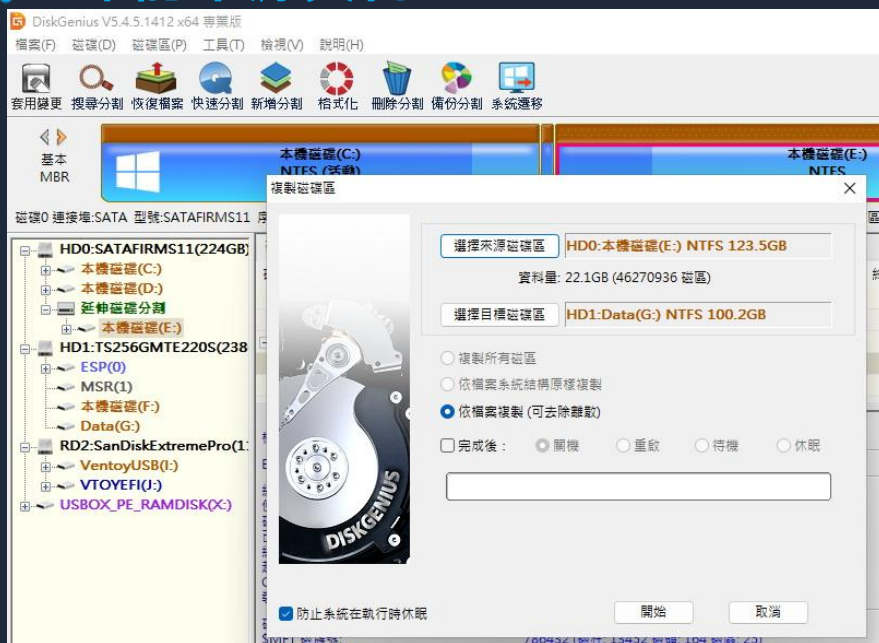 DiskGenius V5.4.5.1412 x64 專業版
檔案(F) 磁碟(D) 磁碟區(P) 工具(T) 檢視(V) 說明(H)
套用變更 搜尋分割 恢復檔案 快速分割 新增分割 格式化 刪除分割 備份分割 系統遷移
基本
MBR
本機磁碟(C:)
NTFS (活動)
本機磁碟(E:)
NTFS
磁碟0 連接埠:SATA 型號:SATAFIRMS11
HD0:SATAFIRMS11(224GB)
本機磁碟(C:)
本機磁碟(D:)
延伸磁碟分割
本機磁碟(E:)
HD1:TS256GMTE220S(238
ESP(0)
MSR(1)
本機磁碟(F:)
Data(G:)
RD2:SanDiskExtremePro(1
VentoyUSB(I:)
VTOYEFI(J:)
USBOX_PE_RAMDISK(X:)
複製磁碟區
選擇來源磁碟區 HD0:本機磁碟(E:) NTFS 123.5GB
資料量: 22.1GB (46270936 磁區)
選擇目標磁碟區 HD1:Data(G:) NTFS 100.2GB
複製所有磁區
依檔案系統結構原樣複製
依檔案複製 (可去除離散)
完成後： 關機 重啟 待機 休眠
DISKGENIUS
防止系統在執行時休眠
開始 取消